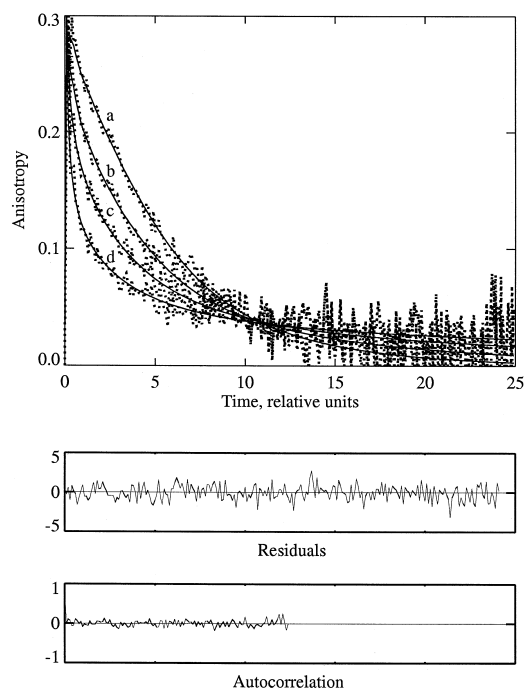 0.3
0.2
0.1
0.0
Anisotropy
a
b
c
d
0 5 10 15 20 25
Time, relative units
5
0
-5
Residuals
1
0
-1
Autocorrelation